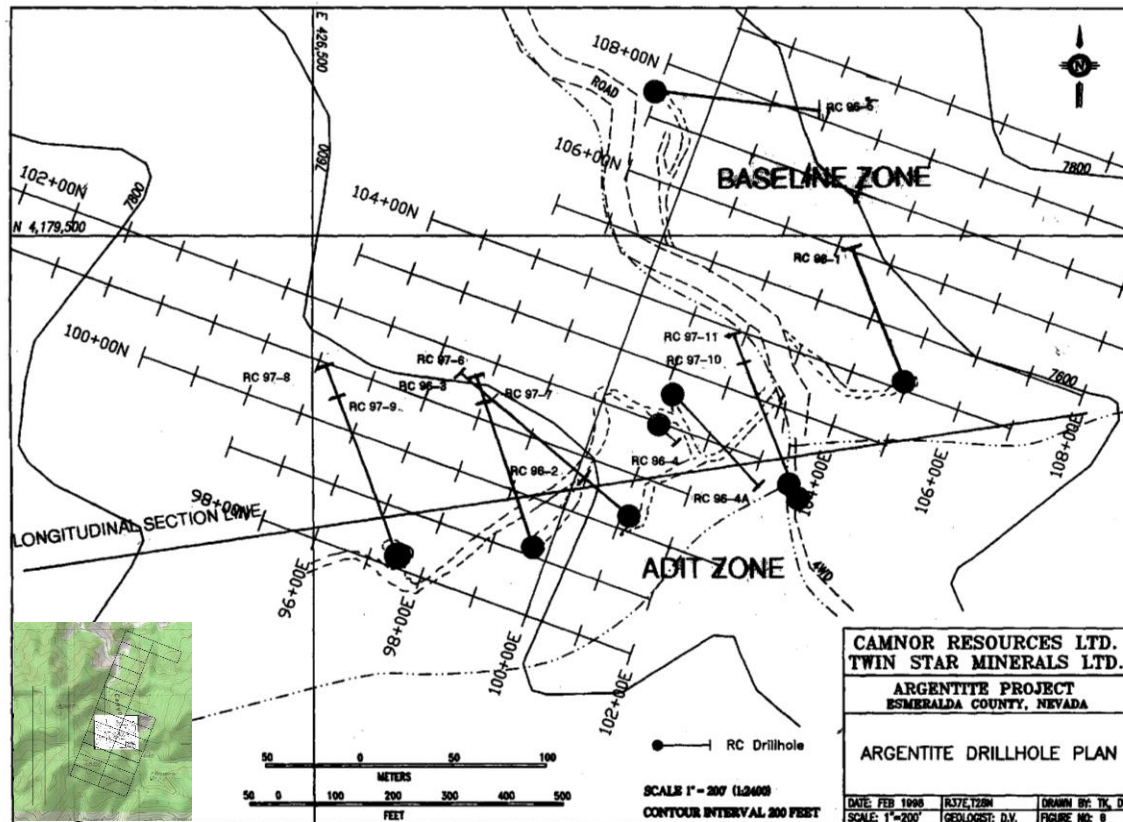 E 426,500
7600
108+00N
ROAD
RC 96-5
106+00N
BASELINE ZONE
7800
102+00N
7800
104+00N
N 4,179,500
RC 96-1
100+00N
RC 97-11
RC 97-6
RC 97-10
RC 97-8
RC 96-3
RC 97-7
RC 97-9
7600
RC 96-4
108+00E
RC 96-2
RC 96-4A
104+00E
106+00E
98+00N
LONGITUDINAL SECTION LINE
ADIT ZONE
4WD
96+00E
98+00E
100+00E
102+00E
CAMNOR RESOURCES LTD.
TWIN STAR MINERALS LTD.
ARGENTITE PROJECT
ESMERALDA COUNTY, NEVADA
RC Drillhole
ARGENTITE DRILLHOLE PLAN
50 0 50 100
METERS
50 0 100 200 300 400 500
FEET
SCALE 1" = 200' (1:2400)
CONTOUR INTERVAL 200 FEET
DATE: FEB 1998 R37E,T2SN DRAWN BY: TK, D
SCALE: 1"=200' GEOLOGIST: D.V. FIGURE NO: